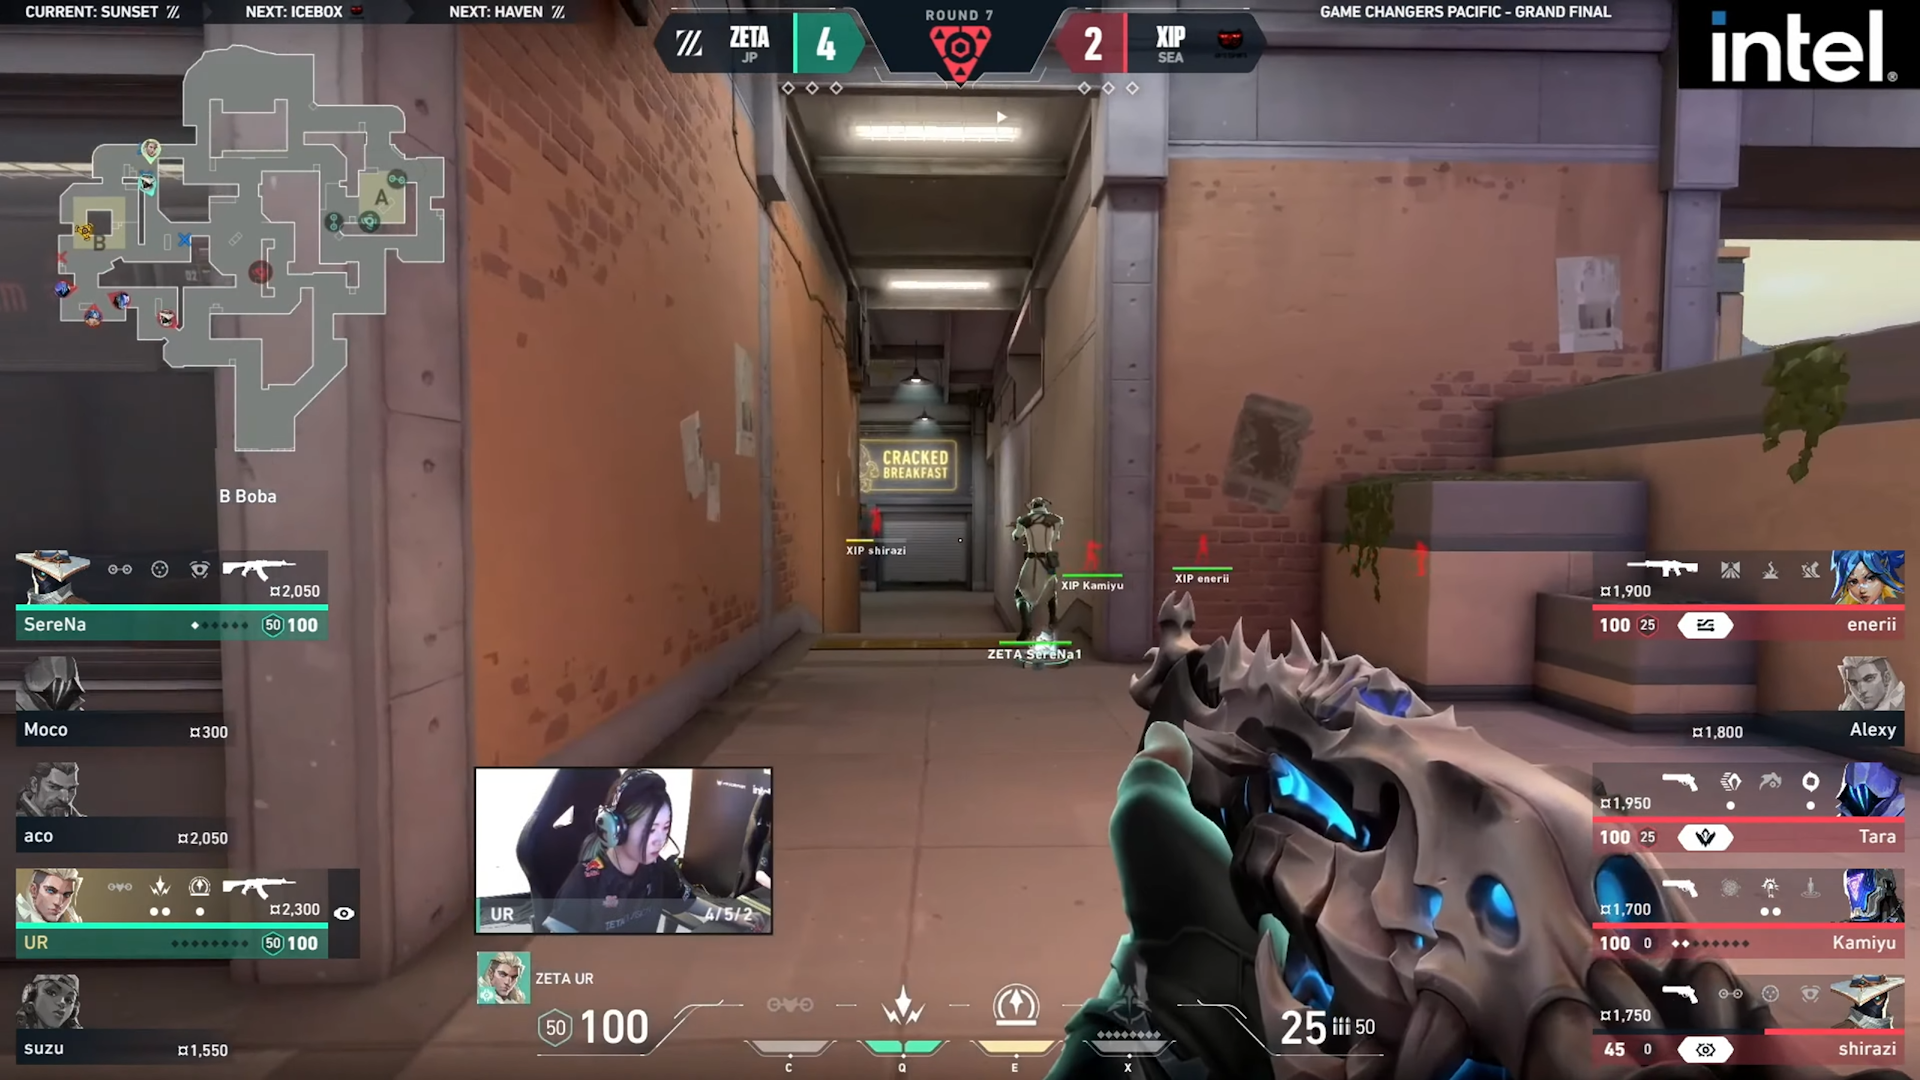 CURRENT: SUNSET
NEXT: ICEBOX
NEXT: HAVEN
ZETA
JP
4
ROUND 7
2
XIP
SEA
GAME CHANGERS PACIFIC - GRAND FINAL
intel®
A
B
B Boba
CRACKED
BREAKFAST
XIP shirazi
XIP Kamiyu
XIP enerii
ZETA SereNa1
¤2,050
SereNa
50 100
Moco
¤300
aco
¤2,050
¤2,300
UR
50 100
suzu
¤1,550
UR
4/5/2
ZETA UR
50 100
C
Q
E
X
25 50
¤1,900
100 25 enerii
¤1,800 Alexy
¤1,950
100 25 Tara
¤1,700
100 0 Kamiyu
¤1,750
45 0 shirazi